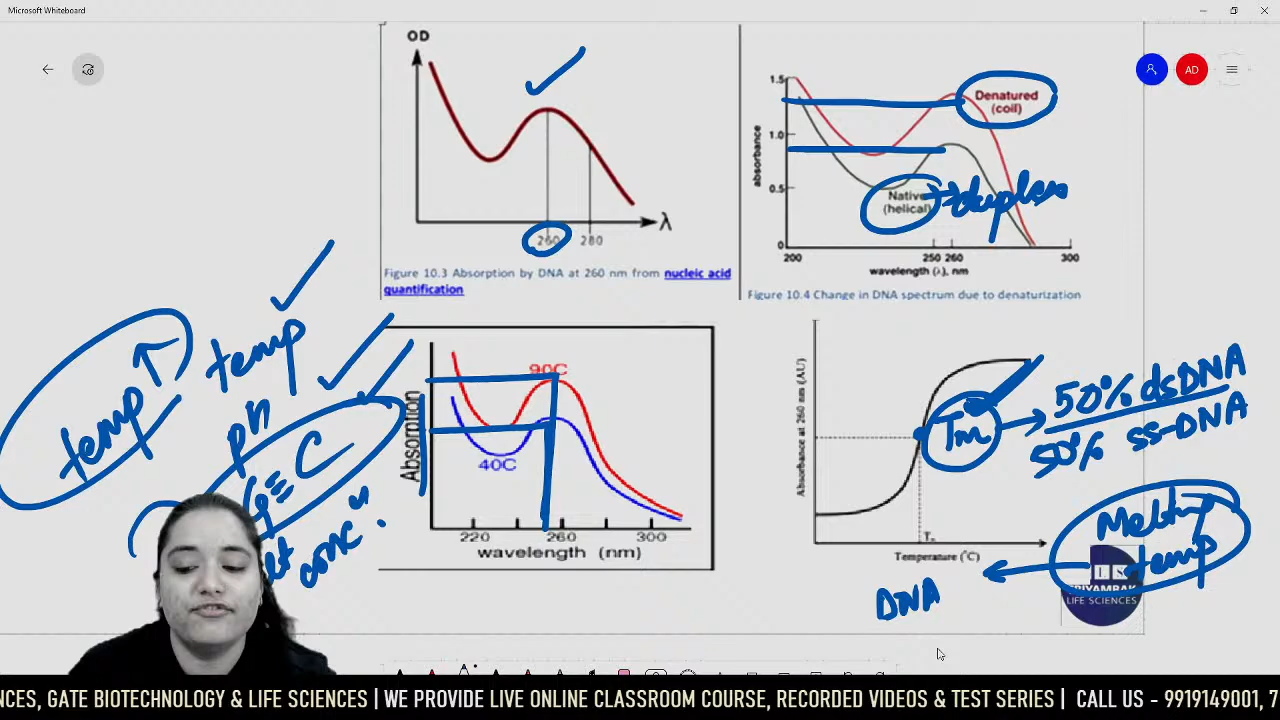 Microsoft Whiteboard
AD
OD
260
280
λ
Figure 10.3 Absorption by DNA at 260 nm from nucleic acid
quantification
1.5
1.0
0.5
0
absorbance
Denatured
(coil)
Native
(helical)
duplex
200
250 260
300
wavelength (λ), nm
Figure 10.4 Change in DNA spectrum due to denaturization
temp ↑
temp
pH
G≡C
conc"
90C
40C
Absorption
220
260
300
wavelength (nm)
Absorbance at 260 nm (AU)
Tm
Tm
Temperature (°C)
50% dsDNA
50% ss-DNA
Melting
temp
DNA
LS
LIFE SCIENCES
NCES, GATE BIOTECHNOLOGY & LIFE SCIENCES | WE PROVIDE LIVE ONLINE CLASSROOM COURSE, RECORDED VIDEOS & TEST SERIES | CALL US - 9919149001, 7